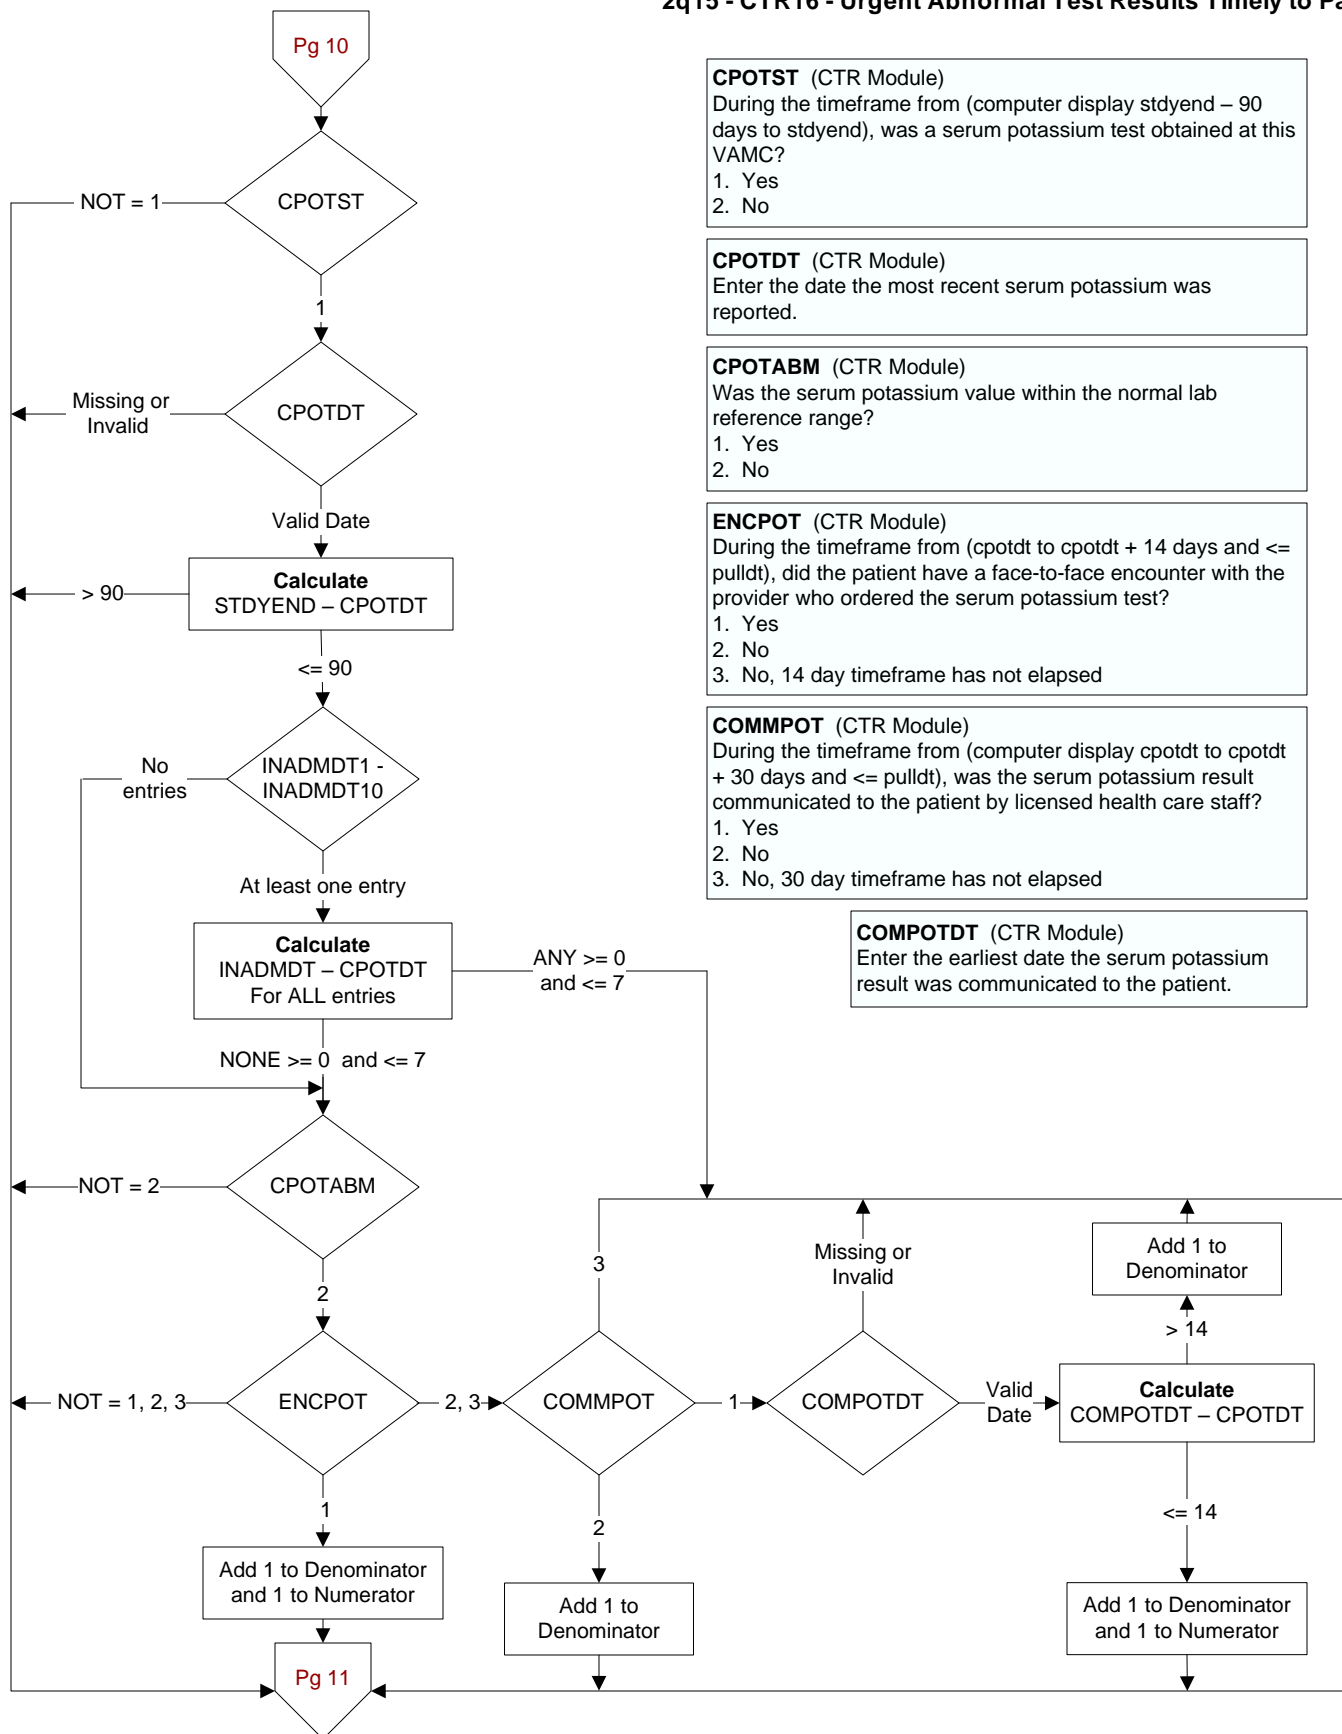 2q15 - CTR16 - Urgent Abnormal Test Results Timely to Pa
Pg 10
CPOTST (CTR Module)
During the timeframe from (computer display stdyend – 90
days to stdyend), was a serum potassium test obtained at this
VAMC?
1. Yes
2. No
NOT = 1
CPOTST
1
CPOTDT (CTR Module)
Enter the date the most recent serum potassium was
reported.
Missing or
Invalid
CPOTDT
Valid Date
CPOTABM (CTR Module)
Was the serum potassium value within the normal lab
reference range?
1. Yes
2. No
> 90
Calculate
STDYEND – CPOTDT
<= 90
ENCPOT (CTR Module)
During the timeframe from (cpotdt to cpotdt + 14 days and <=
pulldt), did the patient have a face-to-face encounter with the
provider who ordered the serum potassium test?
1. Yes
2. No
3. No, 14 day timeframe has not elapsed
No
entries
INADMDT1 -
INADMDT10
At least one entry
COMMPOT (CTR Module)
During the timeframe from (computer display cpotdt to cpotdt
+ 30 days and <= pulldt), was the serum potassium result
communicated to the patient by licensed health care staff?
1. Yes
2. No
3. No, 30 day timeframe has not elapsed
Calculate
INADMDT – CPOTDT
For ALL entries
ANY >= 0
and <= 7
COMPOTDT (CTR Module)
Enter the earliest date the serum potassium
result was communicated to the patient.
NONE >= 0 and <= 7
NOT = 2
CPOTABM
2
3
Missing or
Invalid
Add 1 to
Denominator
> 14
NOT = 1, 2, 3
ENCPOT
2, 3
COMMPOT
1
COMPOTDT
Valid
Date
Calculate
COMPOTDT – CPOTDT
1
2
<= 14
Add 1 to Denominator
and 1 to Numerator
Add 1 to
Denominator
Add 1 to Denominator
and 1 to Numerator
Pg 11